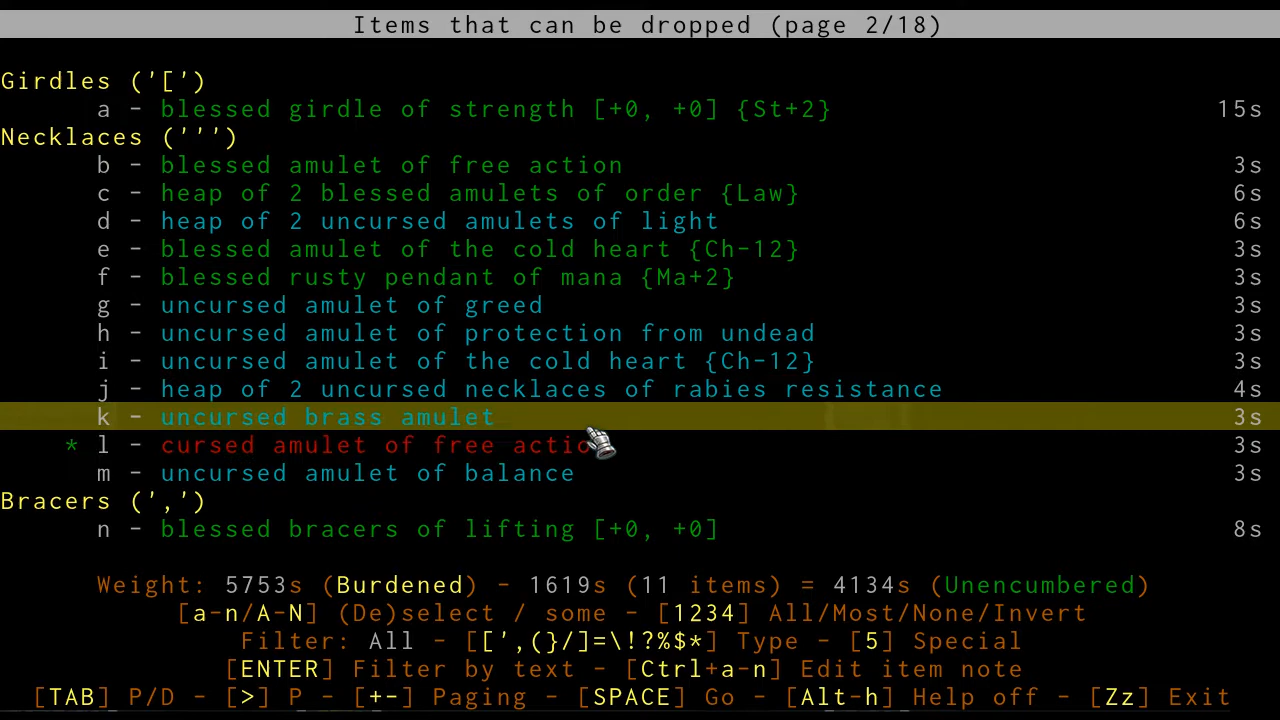 Items that can be dropped (page 2/18)
Girdles ('[')
a - blessed girdle of strength [+0, +0] {St+2} 15s
Necklaces (''')
b - blessed amulet of free action 3s
c - heap of 2 blessed amulets of order {Law} 6s
d - heap of 2 uncursed amulets of light 6s
e - blessed amulet of the cold heart {Ch-12} 3s
f - blessed rusty pendant of mana {Ma+2} 3s
g - uncursed amulet of greed 3s
h - uncursed amulet of protection from undead 3s
i - uncursed amulet of the cold heart {Ch-12} 3s
j - heap of 2 uncursed necklaces of rabies resistance 4s
k - uncursed brass amulet 3s
* l - cursed amulet of free actio 3s
m - uncursed amulet of balance 3s
Bracers (',')
n - blessed bracers of lifting [+0, +0] 8s
Weight: 5753s (Burdened) - 1619s (11 items) = 4134s (Unencumbered)
[a-n/A-N] (De)select / some - [1234] All/Most/None/Invert
Filter: All - [[',(}/]=\!?%$*] Type - [5] Special
[ENTER] Filter by text - [Ctrl+a-n] Edit item note
[TAB] P/D - [>] P - [+-] Paging - [SPACE] Go - [Alt-h] Help off - [Zz] Exit